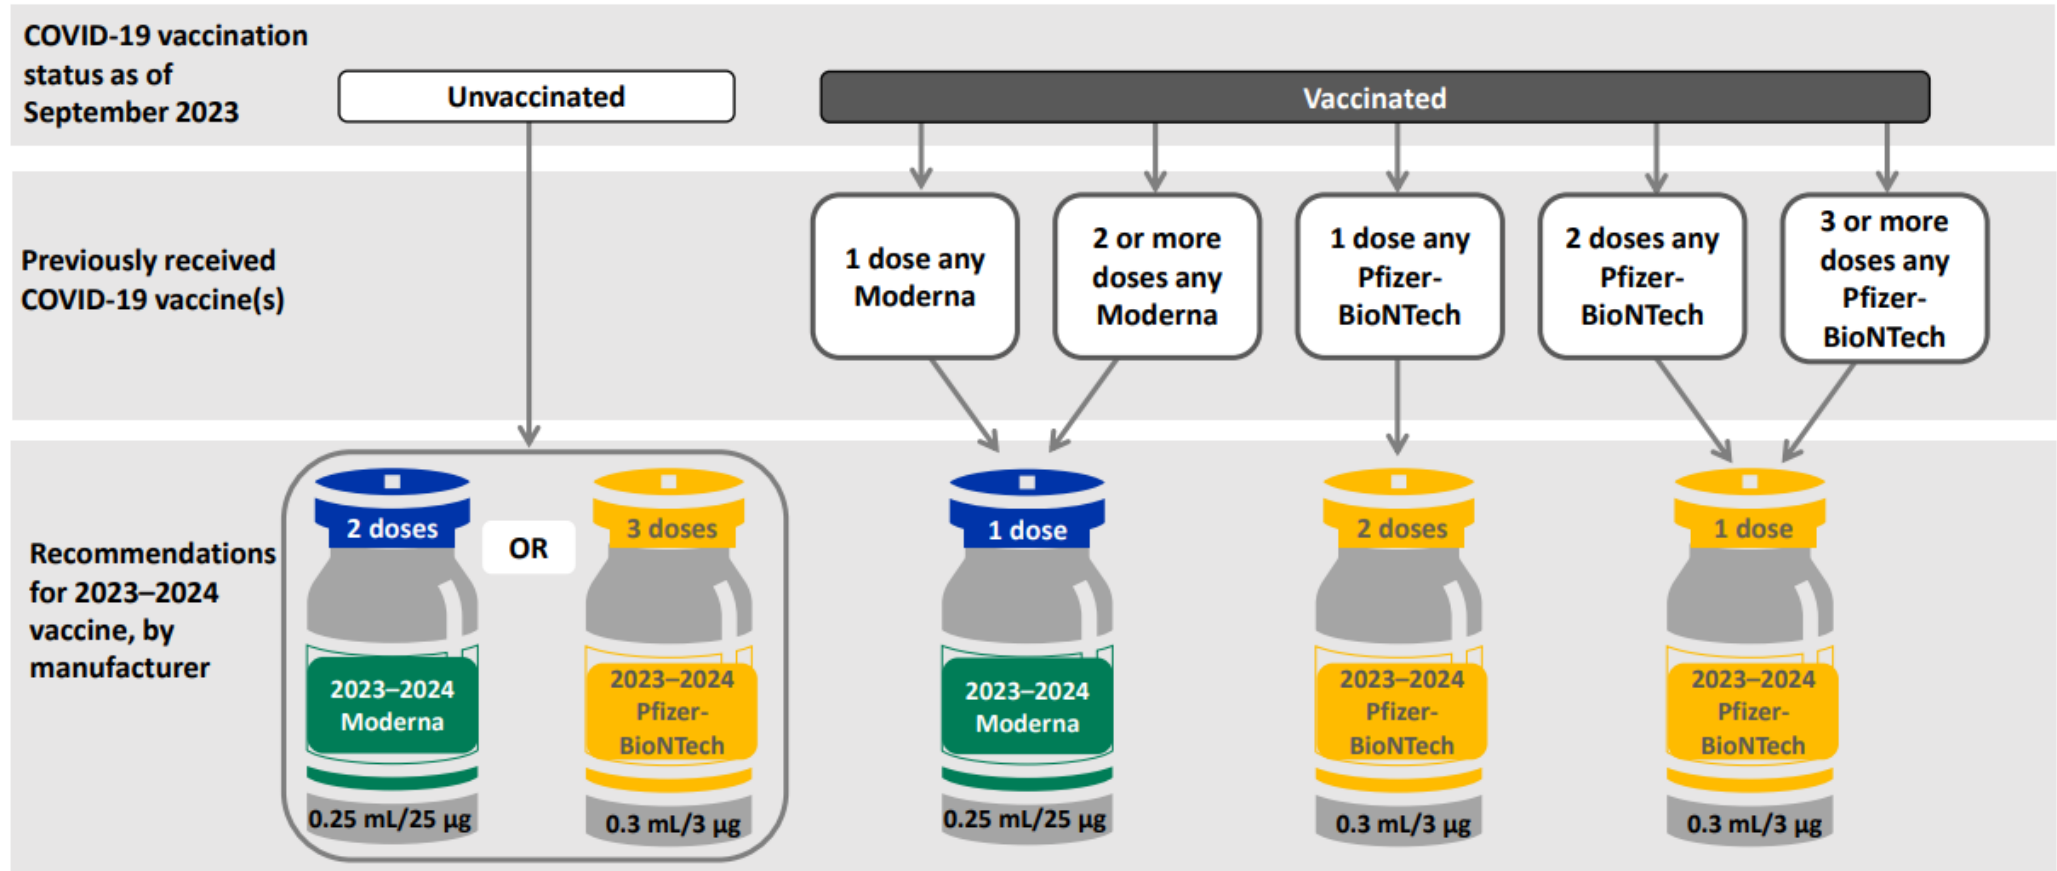 COVID-19 vaccination
status as of
September 2023
Unvaccinated
Vaccinated
Previously received
COVID-19 vaccine(s)
1 dose any
Moderna
2 or more
doses any
Moderna
1 dose any
Pfizer-
BioNTech
2 doses any
Pfizer-
BioNTech
3 or more
doses any
Pfizer-
BioNTech
Recommendations
for 2023–2024
vaccine, by
manufacturer
2 doses
2023–2024
Moderna
0.25 mL/25 µg
OR
3 doses
2023–2024
Pfizer-
BioNTech
0.3 mL/3 µg
1 dose
2023–2024
Moderna
0.25 mL/25 µg
2 doses
2023–2024
Pfizer-
BioNTech
0.3 mL/3 µg
1 dose
2023–2024
Pfizer-
BioNTech
0.3 mL/3 µg